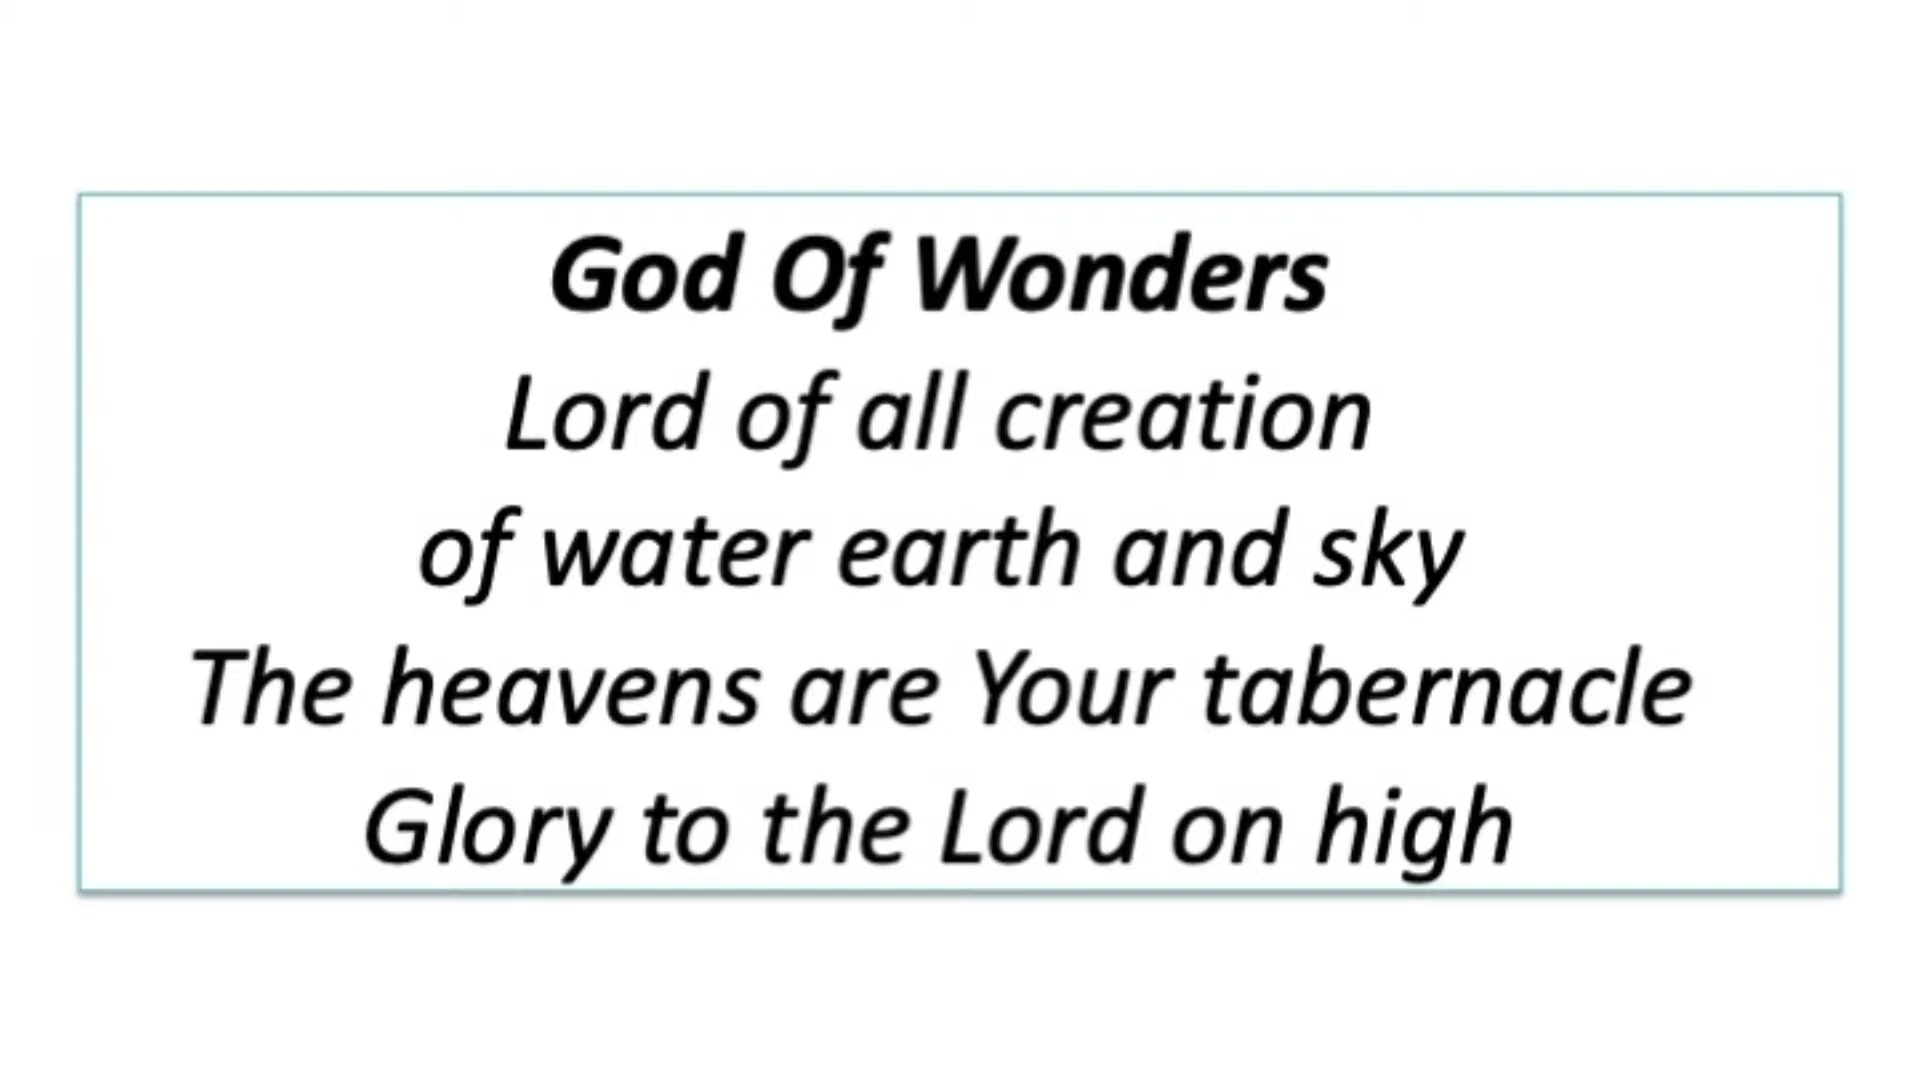 God Of Wonders
Lord of all creation
of water earth and sky
The heavens are Your tabernacle
Glory to the Lord on high